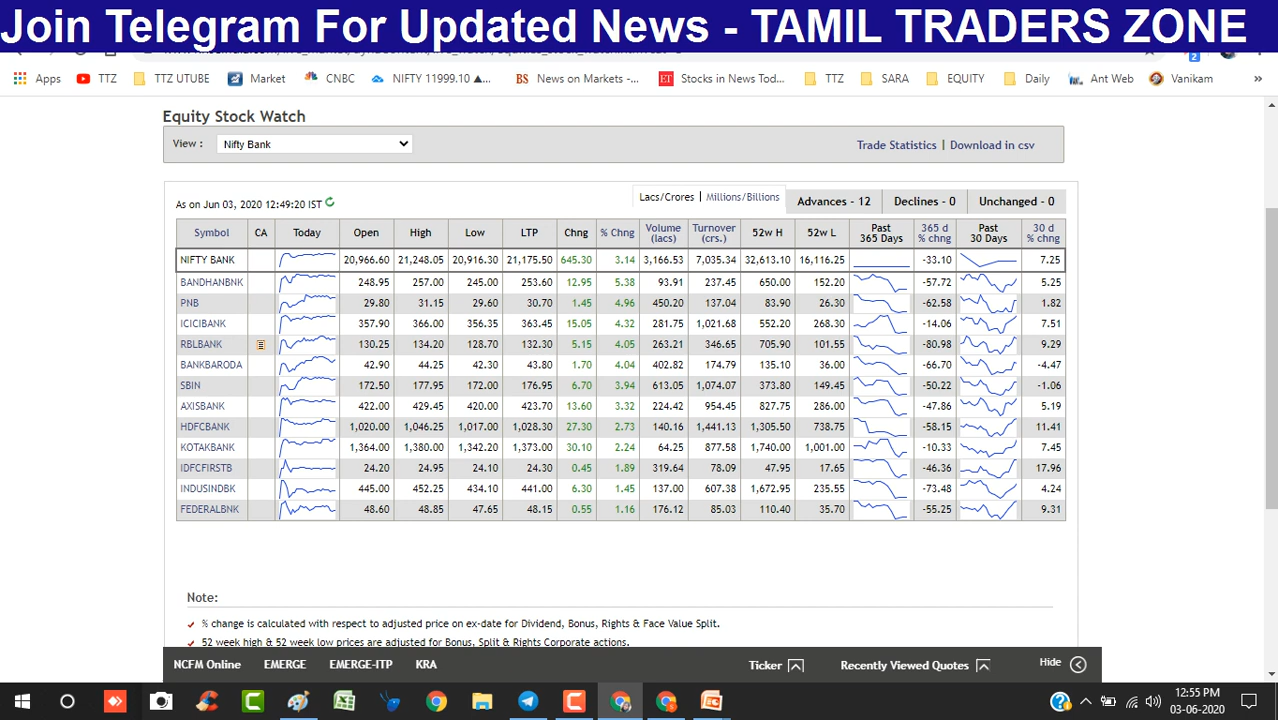 Join Telegram For Updated News - TAMIL TRADERS ZONE
Apps TTZ TTZ UTUBE Market CNBC NIFTY 11999.10 ▲... BS News on Markets -... ET Stocks in News Tod... TTZ SARA EQUITY Daily Ant Web Vanikam »
2
Equity Stock Watch
View : Nifty Bank Trade Statistics | Download in csv
As on Jun 03, 2020 12:49:20 IST Lacs/Crores | Millions/Billions Advances - 12 Declines - 0 Unchanged - 0
Symbol CA Today Open High Low LTP Chng % Chng Volume (lacs) Turnover (crs.) 52w H 52w L Past 365 Days 365 d % chng Past 30 Days 30 d % chng
NIFTY BANK 20,966.60 21,248.05 20,916.30 21,175.50 645.30 3.14 3,166.53 7,035.34 32,613.10 16,116.25 -33.10 7.25
BANDHANBNK 248.95 257.00 245.00 253.60 12.95 5.38 93.91 237.45 650.00 152.20 -57.72 5.25
PNB 29.80 31.15 29.60 30.70 1.45 4.96 450.20 137.04 83.90 26.30 -62.58 1.82
ICICIBANK 357.90 366.00 356.35 363.45 15.05 4.32 281.75 1,021.68 552.20 268.30 -14.06 7.51
RBLBANK 130.25 134.20 128.70 132.30 5.15 4.05 263.21 346.65 705.90 101.55 -80.98 9.29
BANKBARODA 42.90 44.25 42.30 43.80 1.70 4.04 402.82 174.79 135.10 36.00 -66.70 -4.47
SBIN 172.50 177.95 172.00 176.95 6.70 3.94 613.05 1,074.07 373.80 149.45 -50.22 -1.06
AXISBANK 422.00 429.45 420.00 423.70 13.60 3.32 224.42 954.45 827.75 286.00 -47.86 5.19
HDFCBANK 1,020.00 1,046.25 1,017.00 1,028.30 27.30 2.73 140.16 1,441.13 1,305.50 738.75 -58.15 11.41
KOTAKBANK 1,364.00 1,380.00 1,342.20 1,373.00 30.10 2.24 64.25 877.58 1,740.00 1,001.00 -10.33 7.45
IDFCFIRSTB 24.20 24.95 24.10 24.30 0.45 1.89 319.64 78.09 47.95 17.65 -46.36 17.96
INDUSINDBK 445.00 452.25 434.10 441.00 6.30 1.45 137.00 607.38 1,672.95 235.55 -73.48 4.24
FEDERALBNK 48.60 48.85 47.65 48.15 0.55 1.16 176.12 85.03 110.40 35.70 -55.25 9.31
Note:
% change is calculated with respect to adjusted price on ex-date for Dividend, Bonus, Rights & Face Value Split.
52 week high & 52 week low prices are adjusted for Bonus, Split & Rights Corporate actions.
NCFM Online EMERGE EMERGE-ITP KRA Ticker Recently Viewed Quotes Hide
12:55 PM
03-06-2020